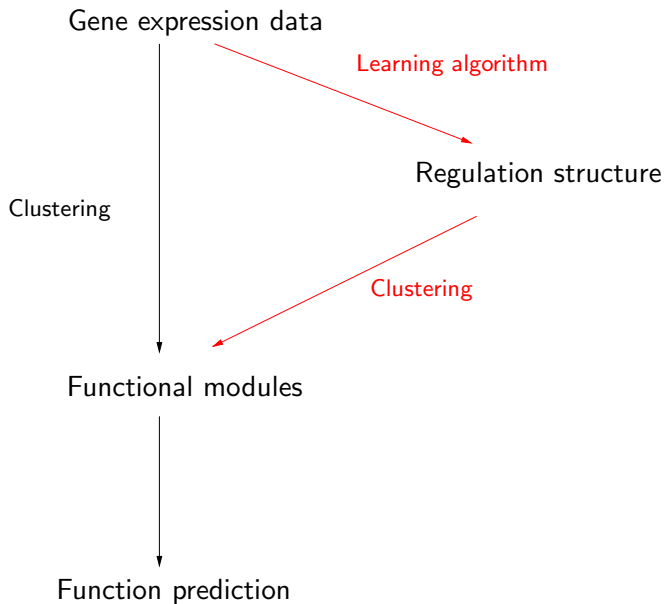 Gene expression data
Learning algorithm
Regulation structure
Clustering
Clustering
Functional modules
Function prediction